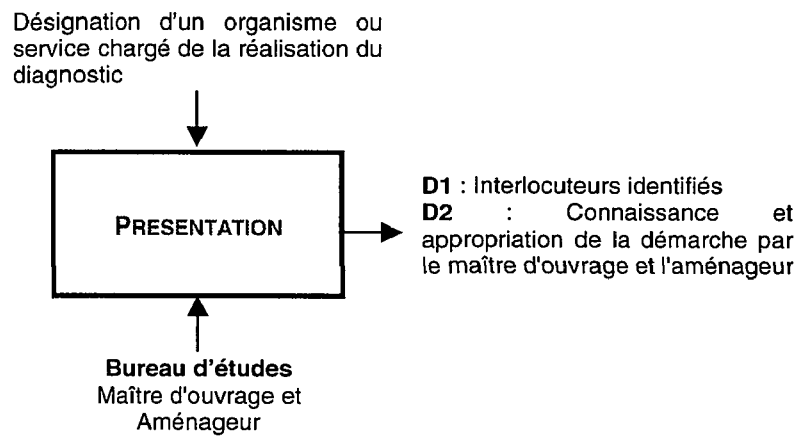 Désignation d'un organisme ou
service chargé de la réalisation du
diagnostic
PRESENTATION
D1 : Interlocuteurs identifiés
D2 : Connaissance et
appropriation de la démarche par
le maître d'ouvrage et l'aménageur
Bureau d'études
Maître d'ouvrage et
Aménageur